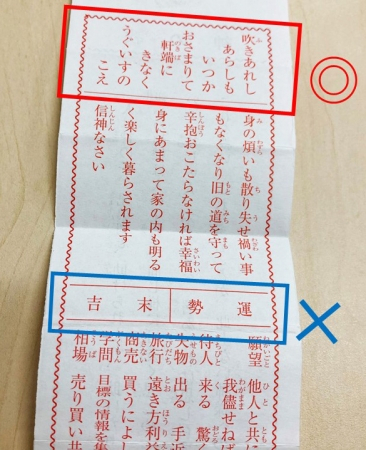 吹きあれし
あらしも
いつか
おさまりて
軒端に
きなく
うぐいすの
こえ
身の煩いも散り失せ禍い事
もなくなり旧の道を守って
辛抱おこたらなければ幸福
身にあまって家の内も明る
く楽しく暮らされます
信神なさい
運勢 末吉
願望 他人と共に
我儘せねば
待人 来る 驚
失物 出る 手近
旅行 遠き方利
商売 買うによし
学問 目標の情報を集
相場 売り買い